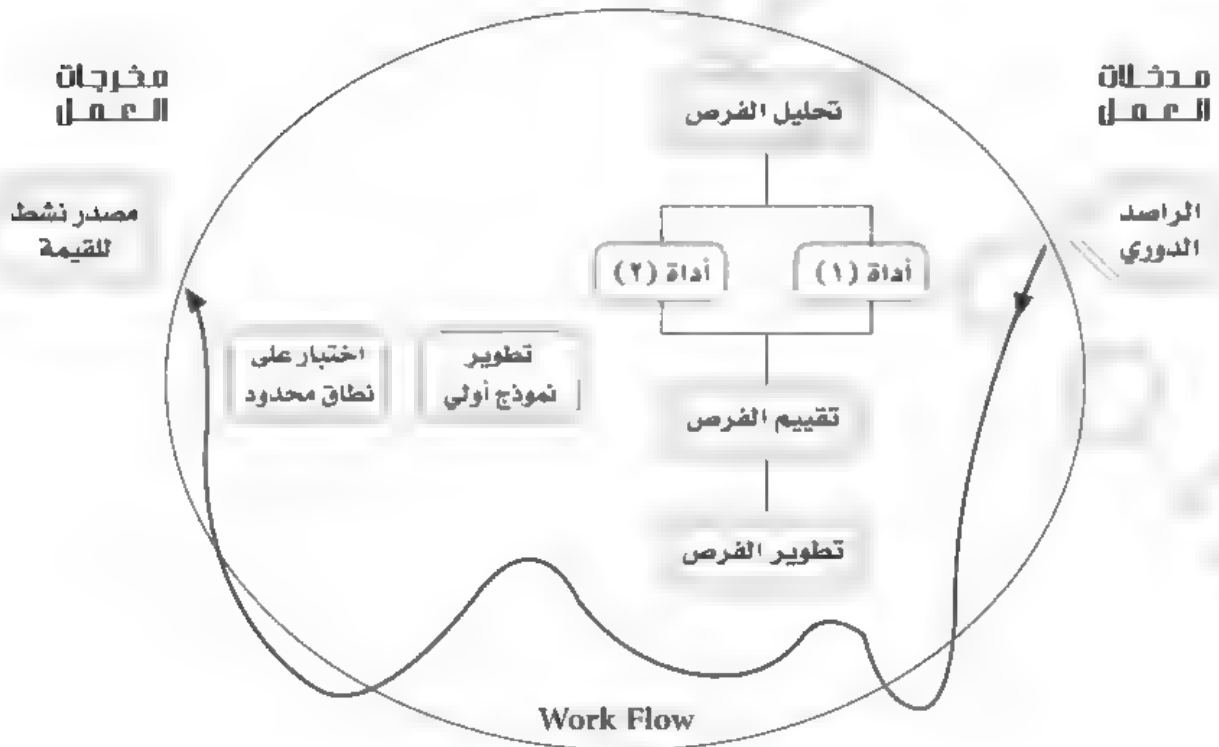 مدخلات
العمل
الراصد
الدوري
تحليل الفرص
أداة (١)
أداة (٢)
تقييم الفرص
تطوير الفرص
تطوير
نموذج أولي
اختبار على
نطاق محدود
مخرجات
العمل
مصدر نشط
للقيمة
Work Flow